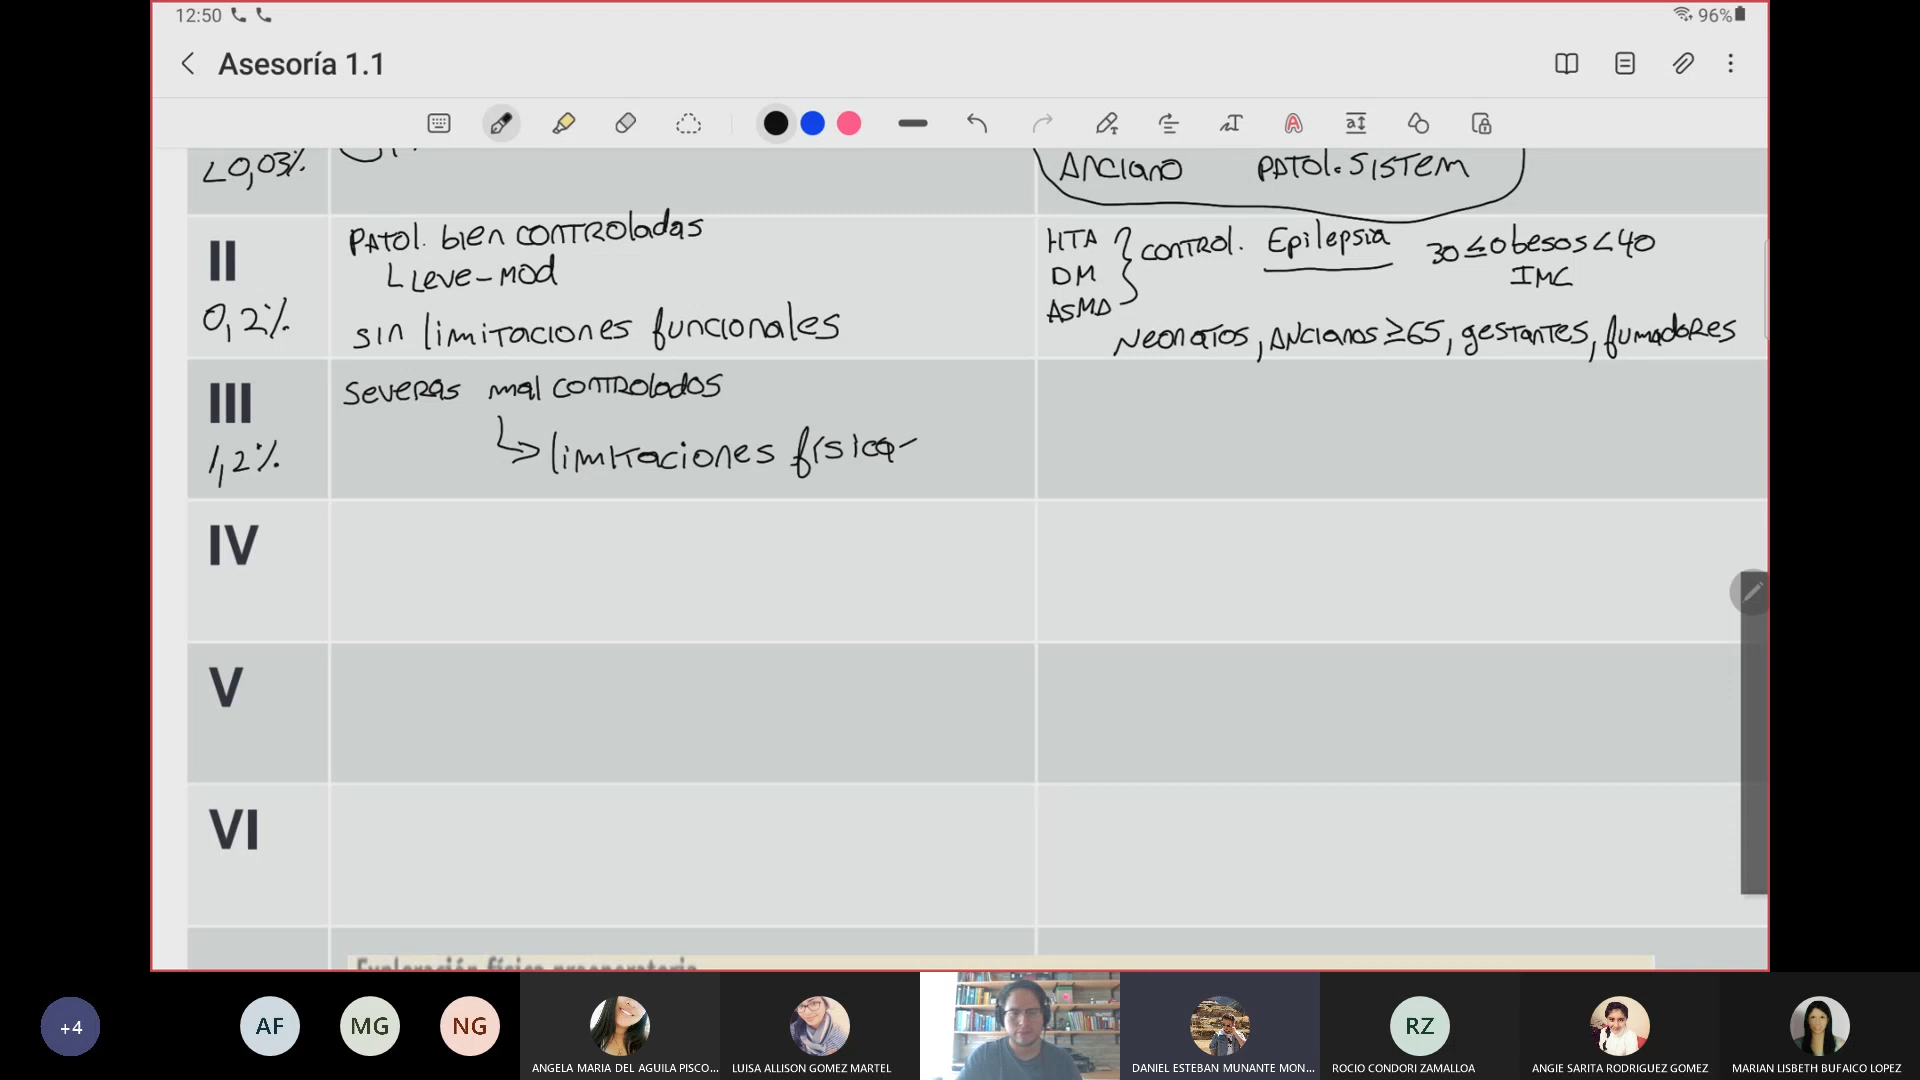 12:50
96%
Asesoría 1.1
<0,03%
ANCIANO PATOL. SISTEM
II
0,2%
PATOL. bien CONTROladas
Leve-MOD
sin limitaciones funcionales
HTA
DM
ASMA
CONTROL. Epilepsia 30≤obesos<40
IMC
Neonatos, ANCIANOS ≥65, gestantes, fumadores
III
1,2%
Severas mal CONTROlados
limitaciones física
IV
V
VI
Exploración física preoperatoria
+4
AF
MG
NG
ANGELA MARIA DEL AGUILA PISCO...
LUISA ALLISON GOMEZ MARTEL
DANIEL ESTEBAN MUNANTE MON...
RZ
ROCIO CONDORI ZAMALLOA
ANGIE SARITA RODRIGUEZ GOMEZ
MARIAN LISBETH BUFAICO LOPEZ